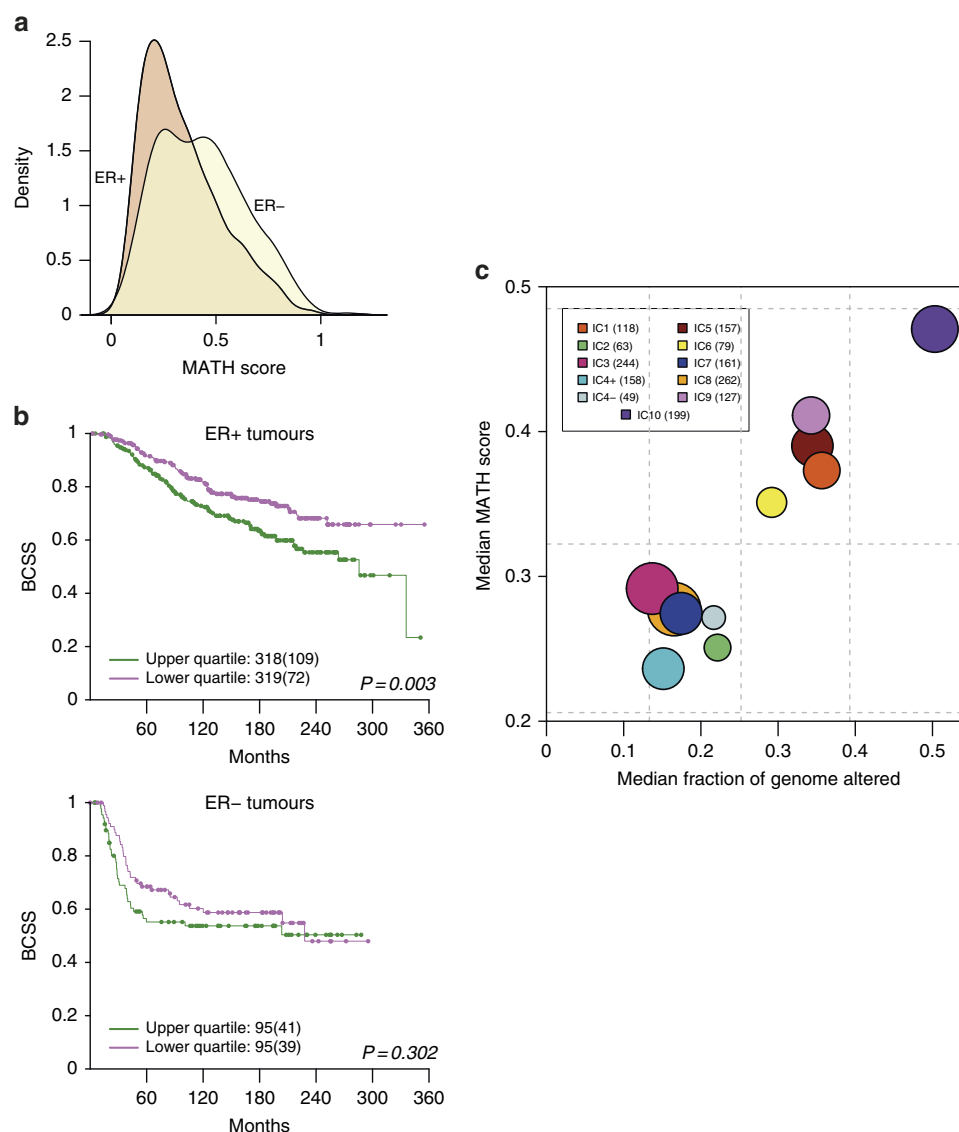 a
2.5
2
1.5
1
0.5
0
Density
ER+
ER−
0
0.5
1
MATH score
b
1
0.8
0.6
0.4
0.2
0
BCSS
ER+ tumours
Upper quartile: 318(109)
Lower quartile: 319(72)
P = 0.003
60
120
180
240
300
360
Months
1
0.8
0.6
0.4
0.2
0
BCSS
ER− tumours
Upper quartile: 95(41)
Lower quartile: 95(39)
P = 0.302
60
120
180
240
300
360
Months
c
0.5
0.4
0.3
0.2
Median MATH score
IC1 (118)
IC2 (63)
IC3 (244)
IC4+ (158)
IC4− (49)
IC5 (157)
IC6 (79)
IC7 (161)
IC8 (262)
IC9 (127)
IC10 (199)
0
0.1
0.2
0.3
0.4
0.5
Median fraction of genome altered